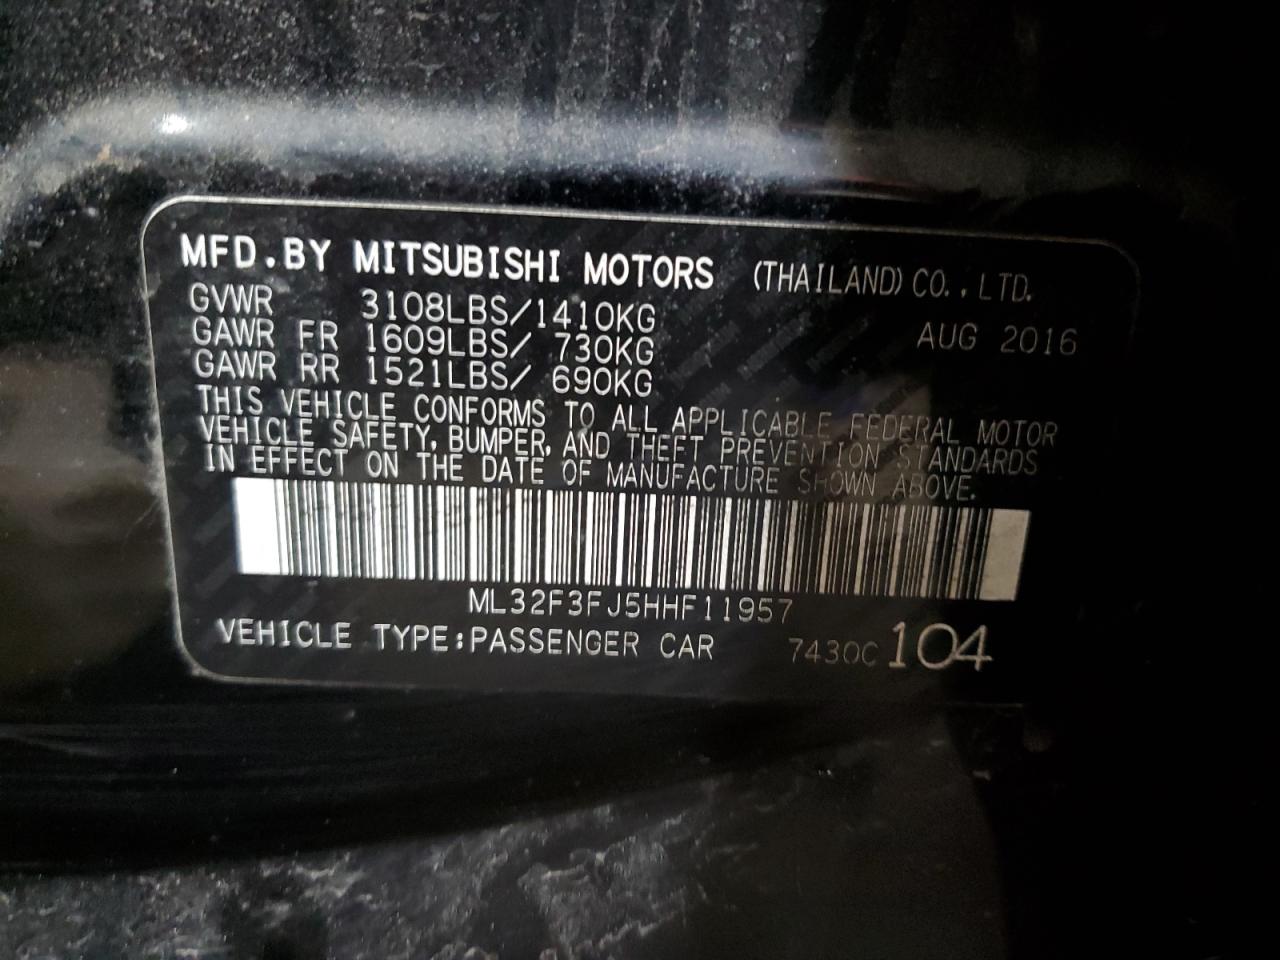 MFD.BY MITSUBISHI MOTORS (THAILAND) CO.,LTD.
GVWR 3108LBS/1410KG AUG 2016
GAWR FR 1609LBS/ 730KG
GAWR RR 1521LBS/ 690KG
THIS VEHICLE CONFORMS TO ALL APPLICABLE FEDERAL MOTOR
VEHICLE SAFETY, BUMPER, AND THEFT PREVENTION STANDARDS
IN EFFECT ON THE DATE OF MANUFACTURE SHOWN ABOVE.
ML32F3FJ5HHF11957
VEHICLE TYPE:PASSENGER CAR 7430C 104